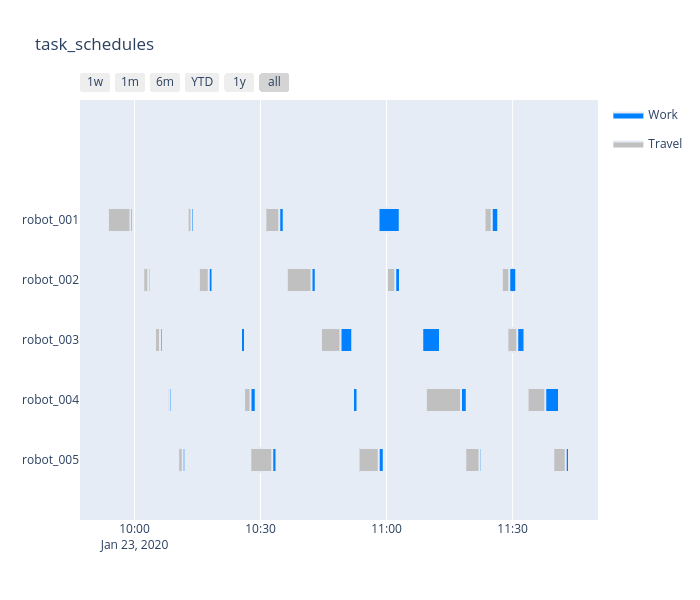 task_schedules
1w 1m 6m YTD 1y all
Work
Travel
robot_001
robot_002
robot_003
robot_004
robot_005
10:00 10:30 11:00 11:30
Jan 23, 2020